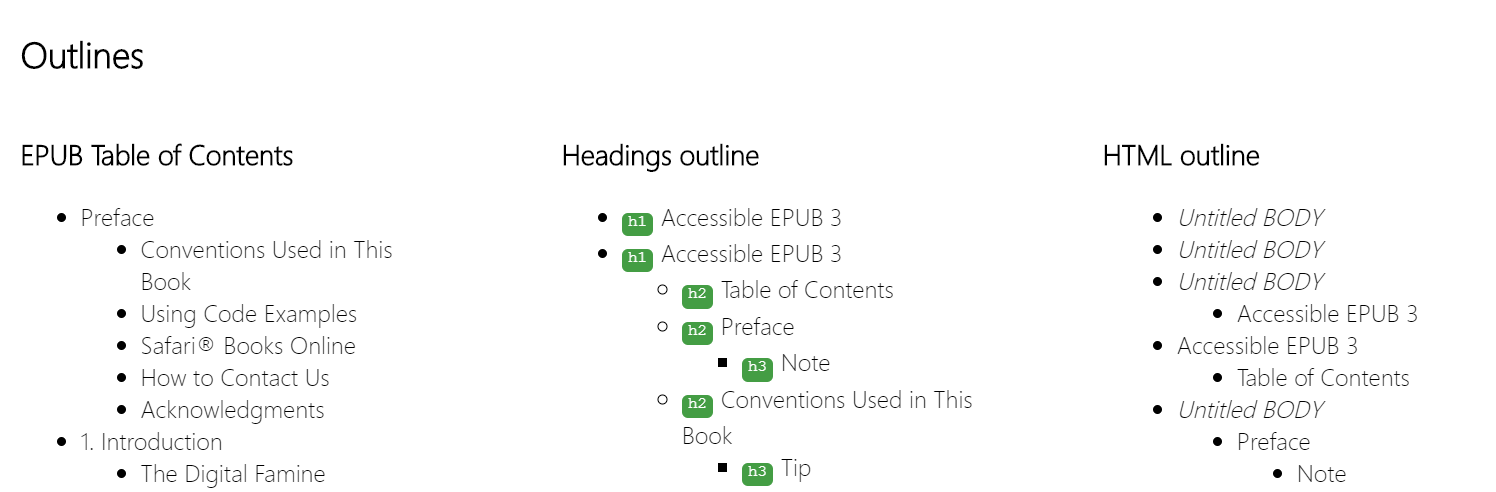 Outlines
EPUB Table of Contents
Preface
Conventions Used in This
Book
Using Code Examples
Safari® Books Online
How to Contact Us
Acknowledgments
1. Introduction
The Digital Famine
Headings outline
h1 Accessible EPUB 3
h1 Accessible EPUB 3
h2 Table of Contents
h2 Preface
h3 Note
h2 Conventions Used in This
Book
h3 Tip
HTML outline
Untitled BODY
Untitled BODY
Untitled BODY
Accessible EPUB 3
Accessible EPUB 3
Table of Contents
Untitled BODY
Preface
Note